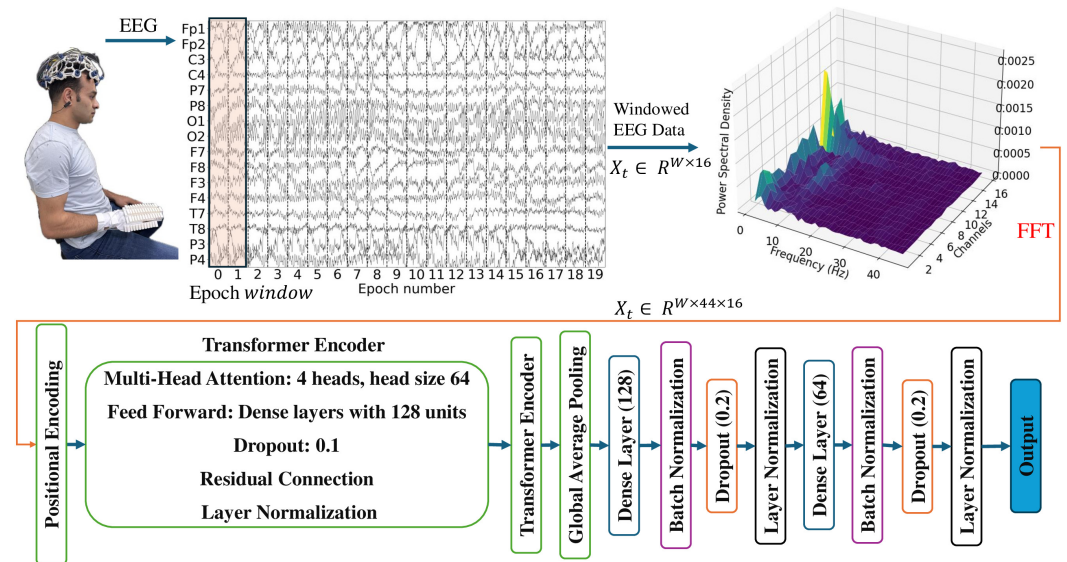 EEG
Fp1
Fp2
C3
C4
P7
P8
O1
O2
F7
F8
F3
F4
T7
T8
P3
P4
0 1 2 3 4 5 6 7 8 9 10 11 12 13 14 15 16 17 18 19
Epoch number
Epoch window
Windowed
EEG Data
X_t ∈ R^{W×16}
Power Spectral Density
0.0025
0.0020
0.0015
0.0010
0.0005
0.0000
0 10 20 30 40
Frequency (Hz)
2 4 6 8 10 12 14 16
Channels
FFT
X_t ∈ R^{W×44×16}
Positional Encoding
Transformer Encoder
Multi-Head Attention: 4 heads, head size 64
Feed Forward: Dense layers with 128 units
Dropout: 0.1
Residual Connection
Layer Normalization
Transformer Encoder
Global Average Pooling
Dense Layer (128)
Batch Normalization
Dropout (0.2)
Layer Normalization
Dense Layer (64)
Batch Normalization
Dropout (0.2)
Layer Normalization
Output